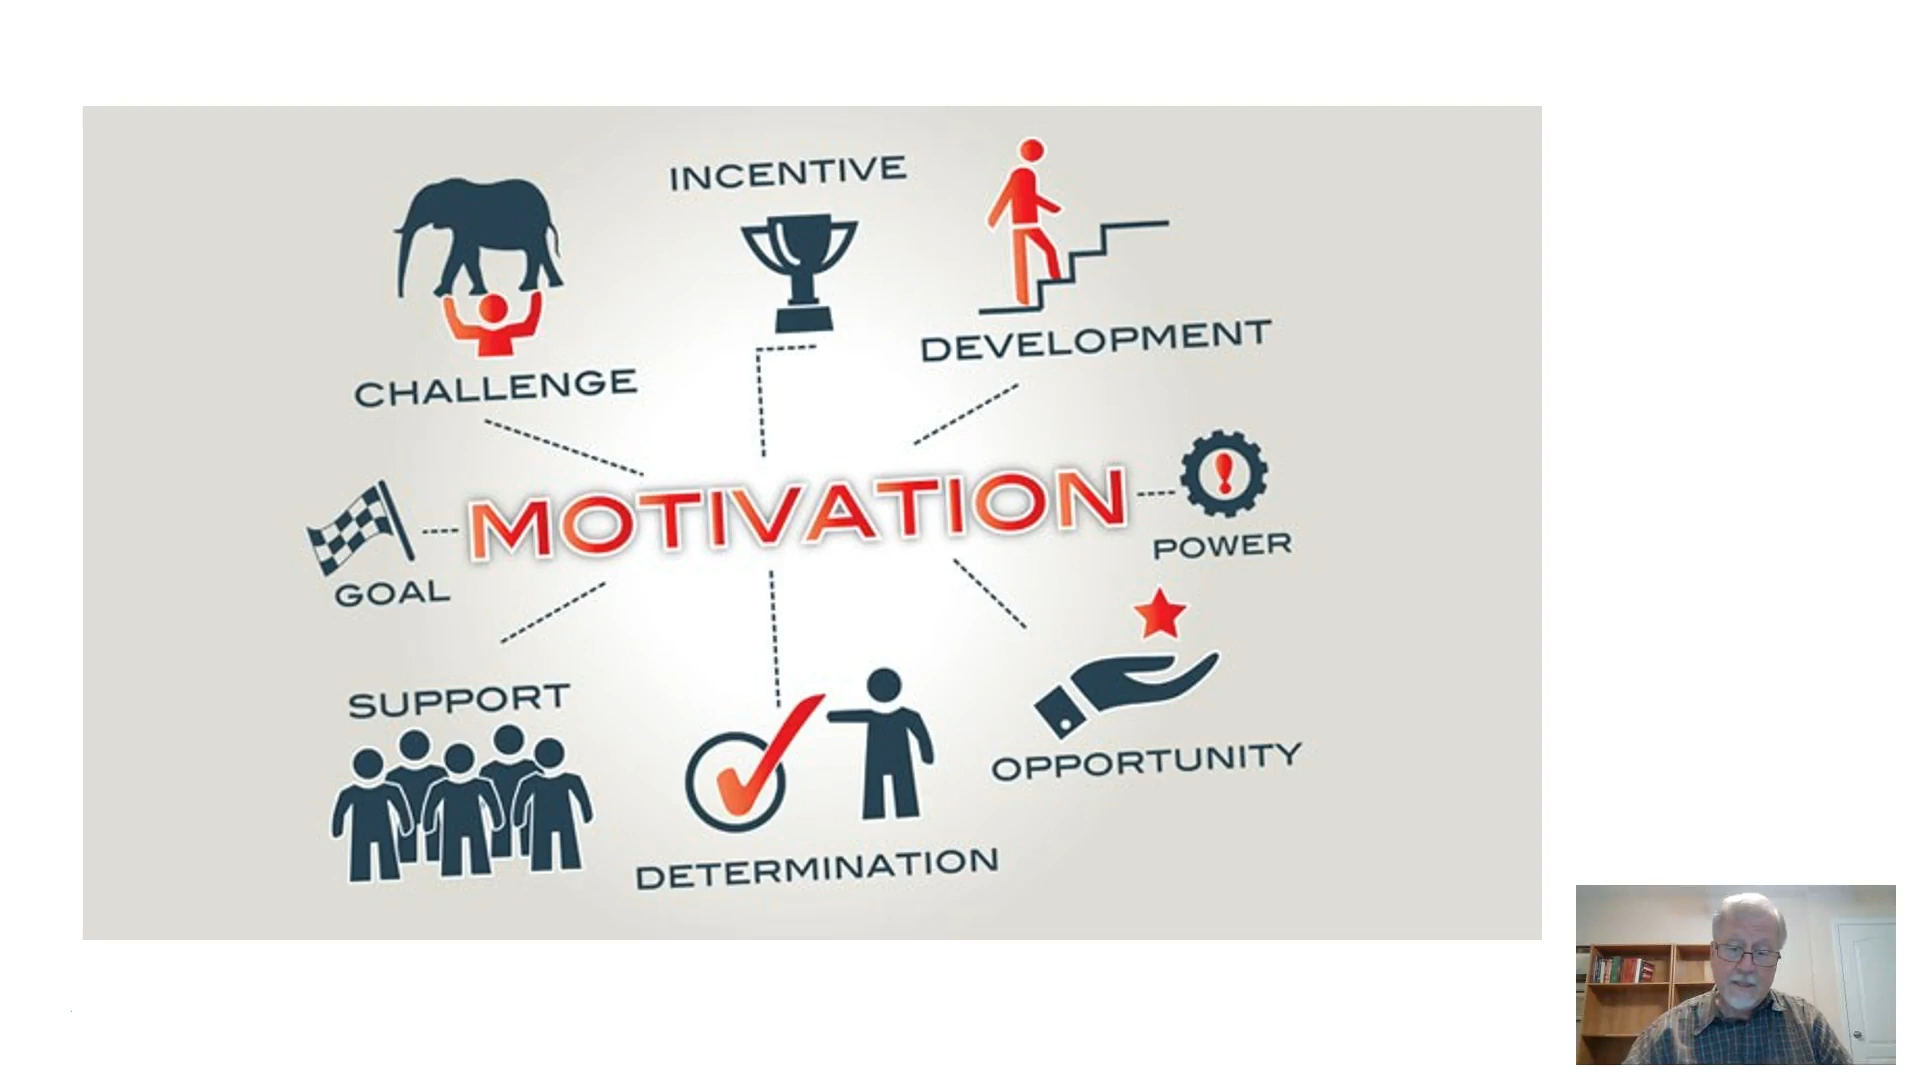 INCENTIVE
DEVELOPMENT
CHALLENGE
MOTIVATION
POWER
GOAL
SUPPORT
OPPORTUNITY
DETERMINATION